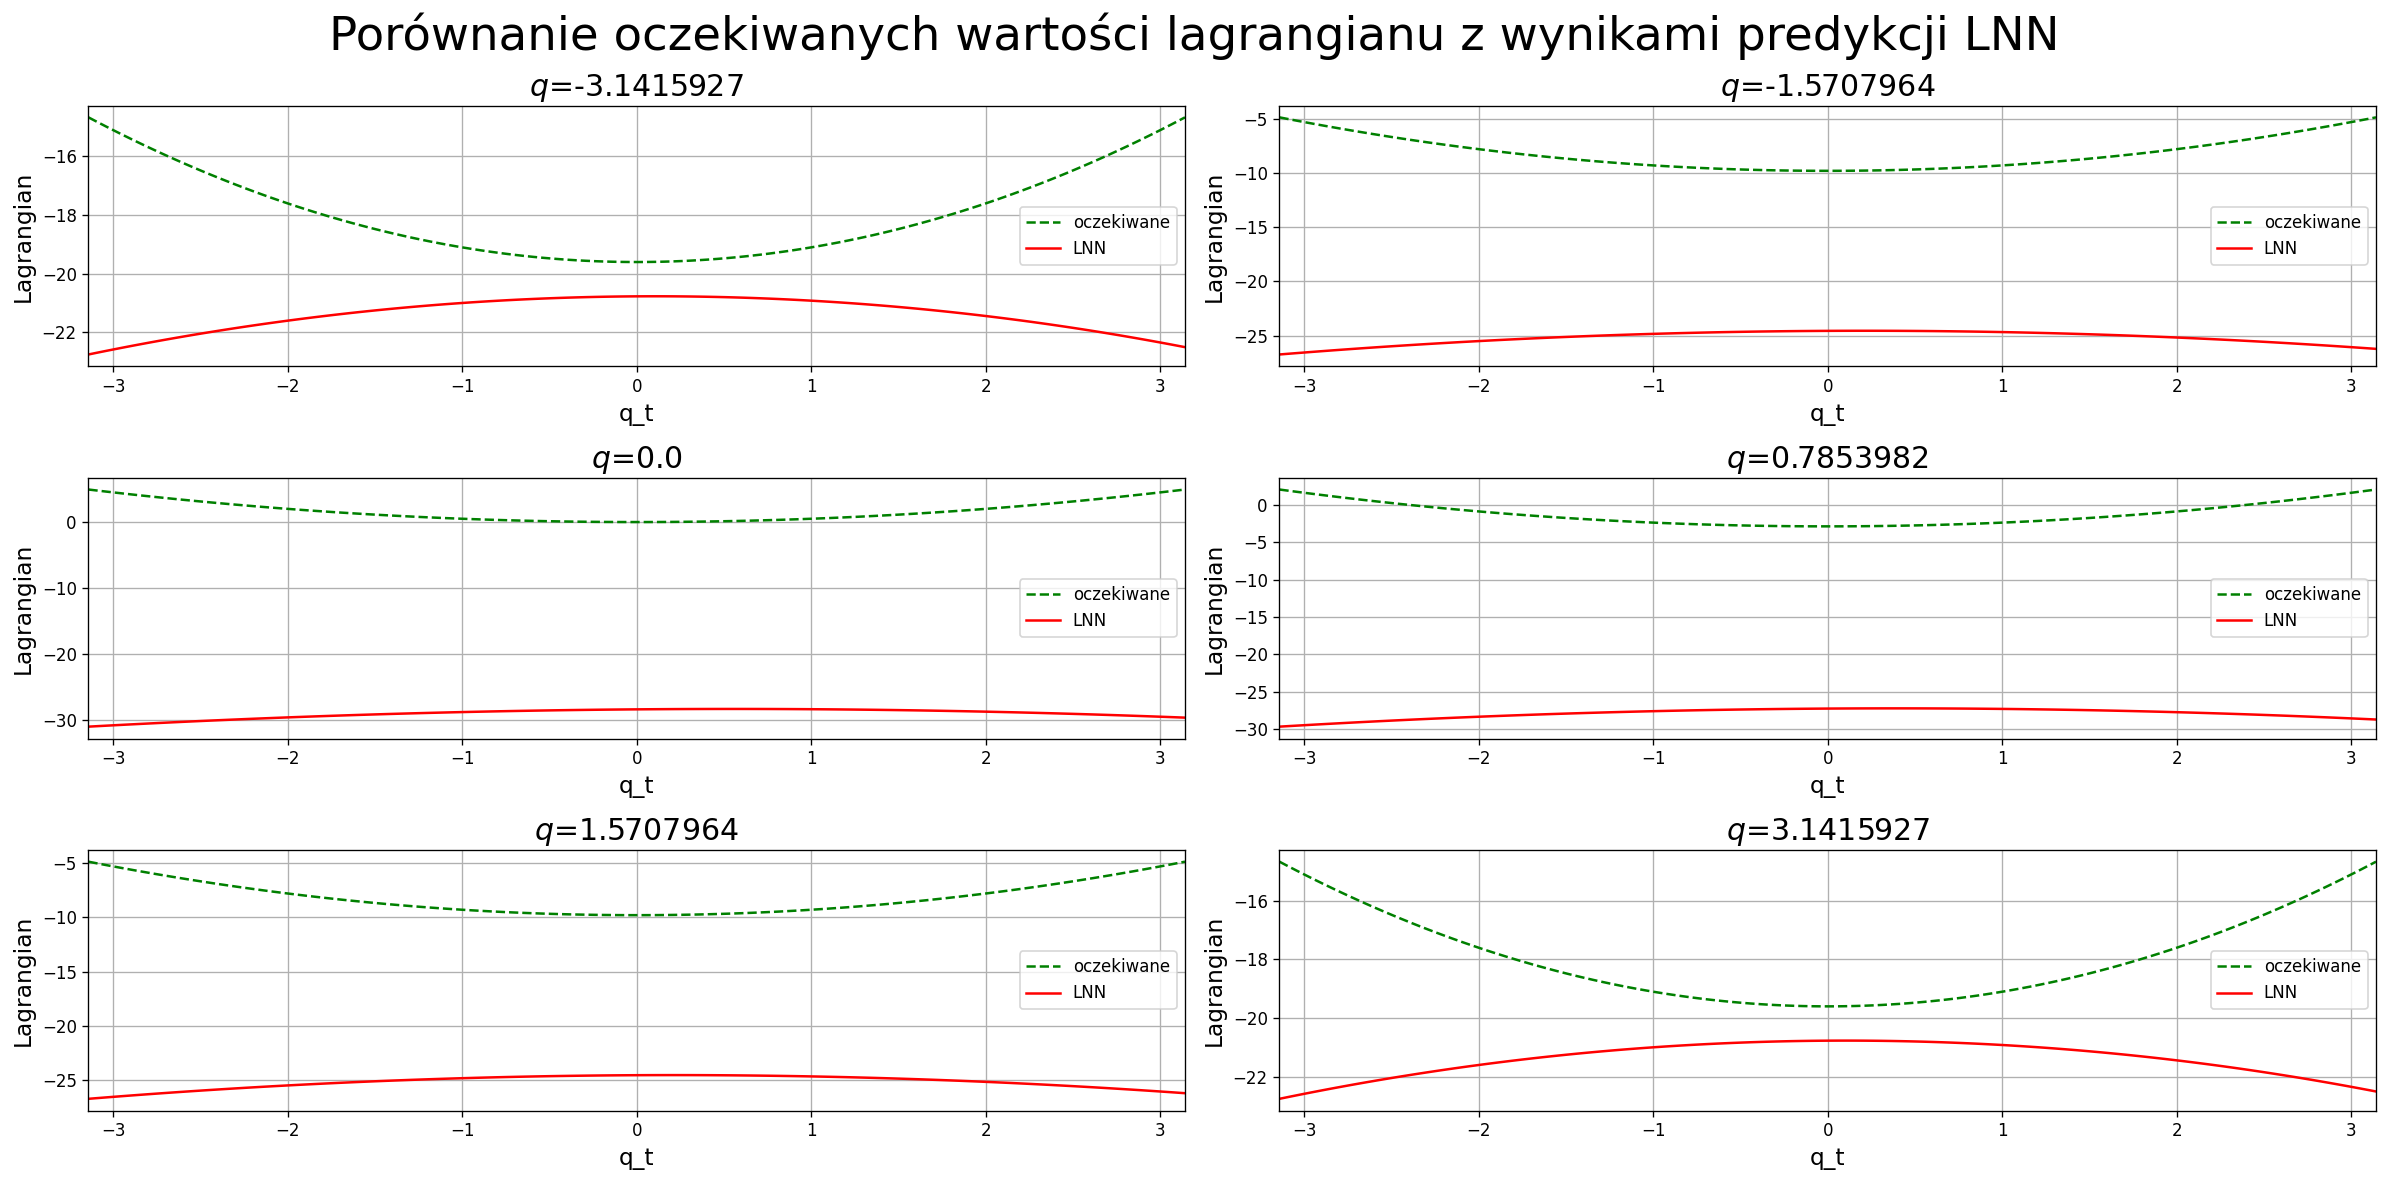 Porównanie oczekiwanych wartości lagrangianu z wynikami predykcji LNN
q=-3.1415927
Lagrangian
−16
−18
−20
−22
oczekiwane
LNN
−3 −2 −1 0 1 2 3
q_t
q=-1.5707964
Lagrangian
−5
−10
−15
−20
−25
oczekiwane
LNN
−3 −2 −1 0 1 2 3
q_t
q=0.0
Lagrangian
0
−10
−20
−30
oczekiwane
LNN
−3 −2 −1 0 1 2 3
q_t
q=0.7853982
Lagrangian
0
−5
−10
−15
−20
−25
−30
oczekiwane
LNN
−3 −2 −1 0 1 2 3
q_t
q=1.5707964
Lagrangian
−5
−10
−15
−20
−25
oczekiwane
LNN
−3 −2 −1 0 1 2 3
q_t
q=3.1415927
Lagrangian
−16
−18
−20
−22
oczekiwane
LNN
−3 −2 −1 0 1 2 3
q_t